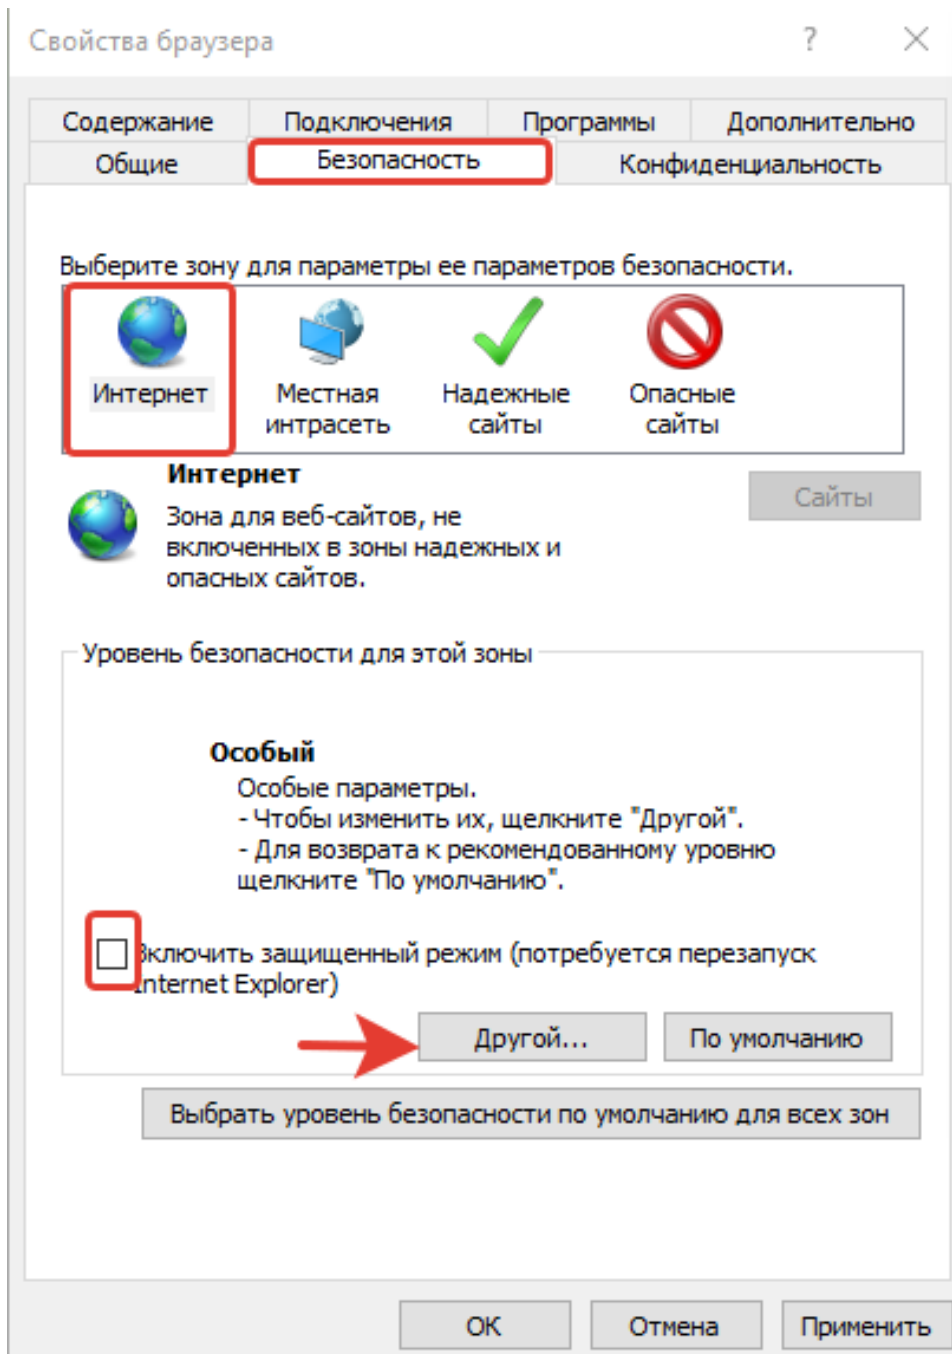 Свойства браузера ?
Содержание Подключения Программы Дополнительно
Общие Безопасность Конфиденциальность
Выберите зону для параметры ее параметров безопасности.
Интернет Местная интрасеть Надежные сайты Опасные сайты
Интернет
Зона для веб-сайтов, не
включенных в зоны надежных и
опасных сайтов.
Сайты
Уровень безопасности для этой зоны
Особый
Особые параметры.
- Чтобы изменить их, щелкните "Другой".
- Для возврата к рекомендованному уровню
щелкните "По умолчанию".
Включить защищенный режим (потребуется перезапуск
Internet Explorer)
Другой... По умолчанию
Выбрать уровень безопасности по умолчанию для всех зон
ОК Отмена Применить